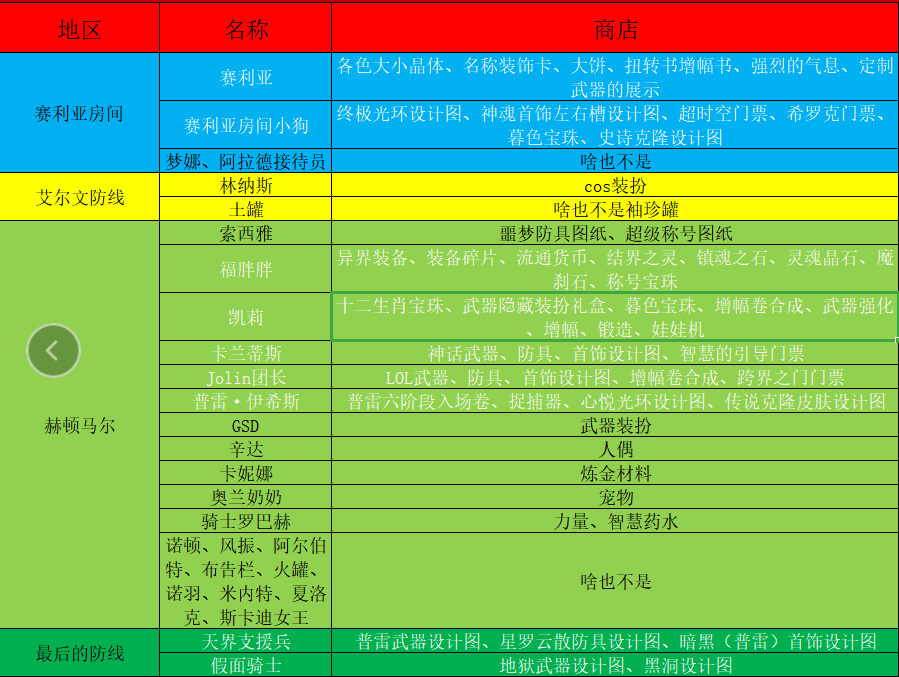 地区 名称 商店
赛利亚房间
赛利亚
各色大小晶体、名称装饰卡、大饼、扭转书增幅书、强烈的气息、定制
武器的展示
赛利亚房间小狗
终极光环设计图、神魂首饰左右槽设计图、超时空门票、希罗克门票、
暮色宝珠、史诗克隆设计图
梦娜、阿拉德接待员 啥也不是
艾尔文防线
林纳斯 cos装扮
土罐 啥也不是袖珍罐
赫顿马尔
索西雅 噩梦防具图纸、超级称号图纸
福胖胖
异界装备、装备碎片、流通货币、结界之灵、镇魂之石、灵魂晶石、魔
刹石、称号宝珠
凯莉
十二生肖宝珠、武器隐藏装扮礼盒、暮色宝珠、增幅卷合成、武器强化
、增幅、锻造、娃娃机
卡兰蒂斯 神话武器、防具、首饰设计图、智慧的引导门票
Jolin团长 LOL武器、防具、首饰设计图、增幅卷合成、跨界之门门票
普雷·伊希斯 普雷六阶段入场卷、捉捕器、心悦光环设计图、传说克隆皮肤设计图
GSD 武器装扮
辛达 人偶
卡妮娜 炼金材料
奥兰奶奶 宠物
骑士罗巴赫 力量、智慧药水
诺顿、风振、阿尔伯
特、布告栏、火罐、
诺羽、米内特、夏洛
克、斯卡迪女王
啥也不是
最后的防线
天界支援兵 普雷武器设计图、星罗云散防具设计图、暗黑（普雷）首饰设计图
假面骑士 地狱武器设计图、黑洞设计图